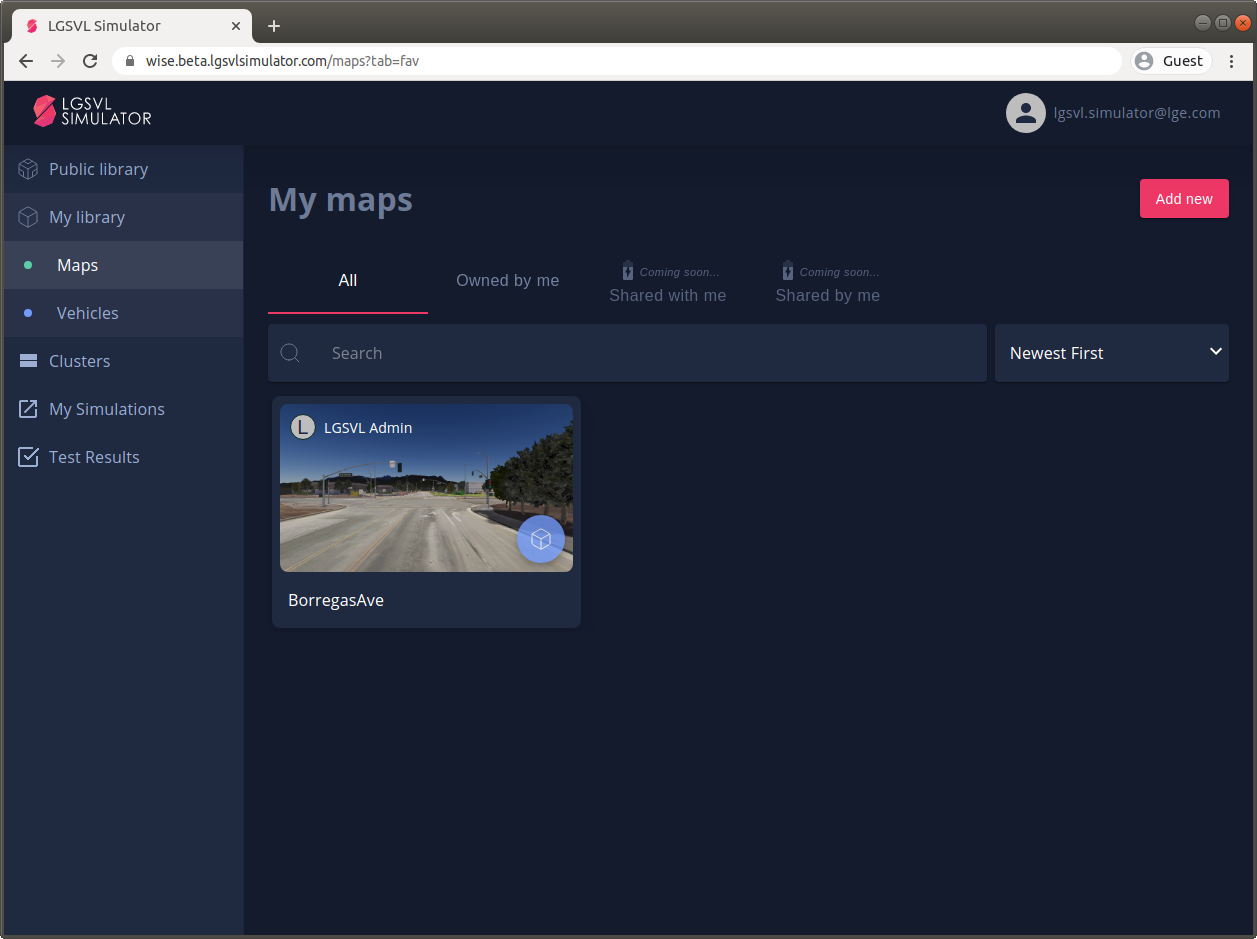 LGSVL Simulator
wise.beta.lgsvlsimulator.com/maps?tab=fav
Guest
LGSVL
SIMULATOR
lgsvl.simulator@lge.com
Public library
My library
Maps
Vehicles
Clusters
My Simulations
Test Results
My maps
Add new
All
Owned by me
Coming soon...
Shared with me
Coming soon...
Shared by me
Search
Newest First
L
LGSVL Admin
BorregasAve